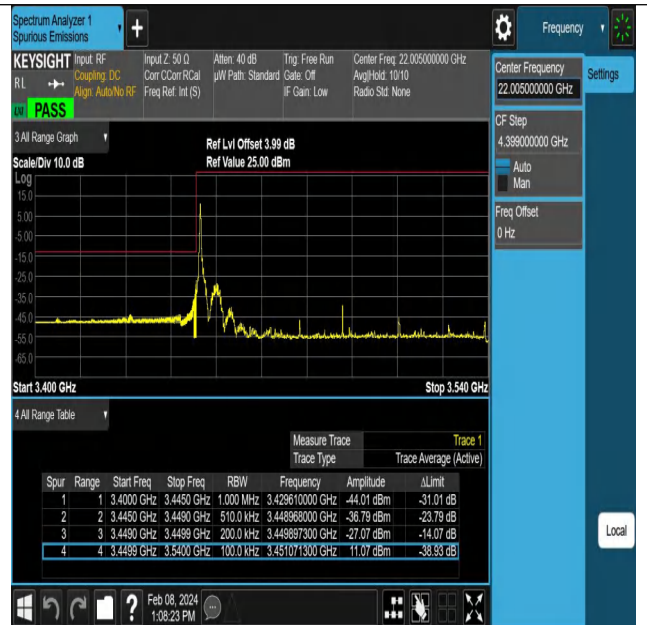 Spectrum Analyzer 1
Spurious Emissions
Frequency
KEYSIGHT
RL
Input: RF
Coupling: DC
Align: Auto/No RF
Input Z: 50 Ω
Corr CCorr RCal
Freq Ref: Int (S)
Atten: 40 dB
µW Path: Standard
Trig: Free Run
Gate: Off
IF Gain: Low
Center Freq: 22.005000000 GHz
Avg|Hold: 10/10
Radio Std: None
PASS
3 All Range Graph
Scale/Div 10.0 dB
Ref Lvl Offset 3.99 dB
Ref Value 25.00 dBm
Log
15.0
5.00
-5.00
-15.0
-25.0
-35.0
-45.0
-55.0
-65.0
Start 3.400 GHz Stop 3.540 GHz
4 All Range Table
Measure Trace Trace 1
Trace Type Trace Average (Active)
Spur Range Start Freq Stop Freq RBW Frequency Amplitude ΔLimit
1 1 3.4000 GHz 3.4450 GHz 1.000 MHz 3.429610000 GHz -44.01 dBm -31.01 dB
2 2 3.4450 GHz 3.4490 GHz 510.0 kHz 3.448968000 GHz -36.79 dBm -23.79 dB
3 3 3.4490 GHz 3.4499 GHz 200.0 kHz 3.449897300 GHz -27.07 dBm -14.07 dB
4 4 3.4499 GHz 3.5400 GHz 100.0 kHz 3.451071300 GHz 11.07 dBm -38.93 dB
Center Frequency
22.005000000 GHz
Settings
CF Step
4.399000000 GHz
Auto
Man
Freq Offset
0 Hz
Local
?
Feb 08, 2024
1:08:23 PM